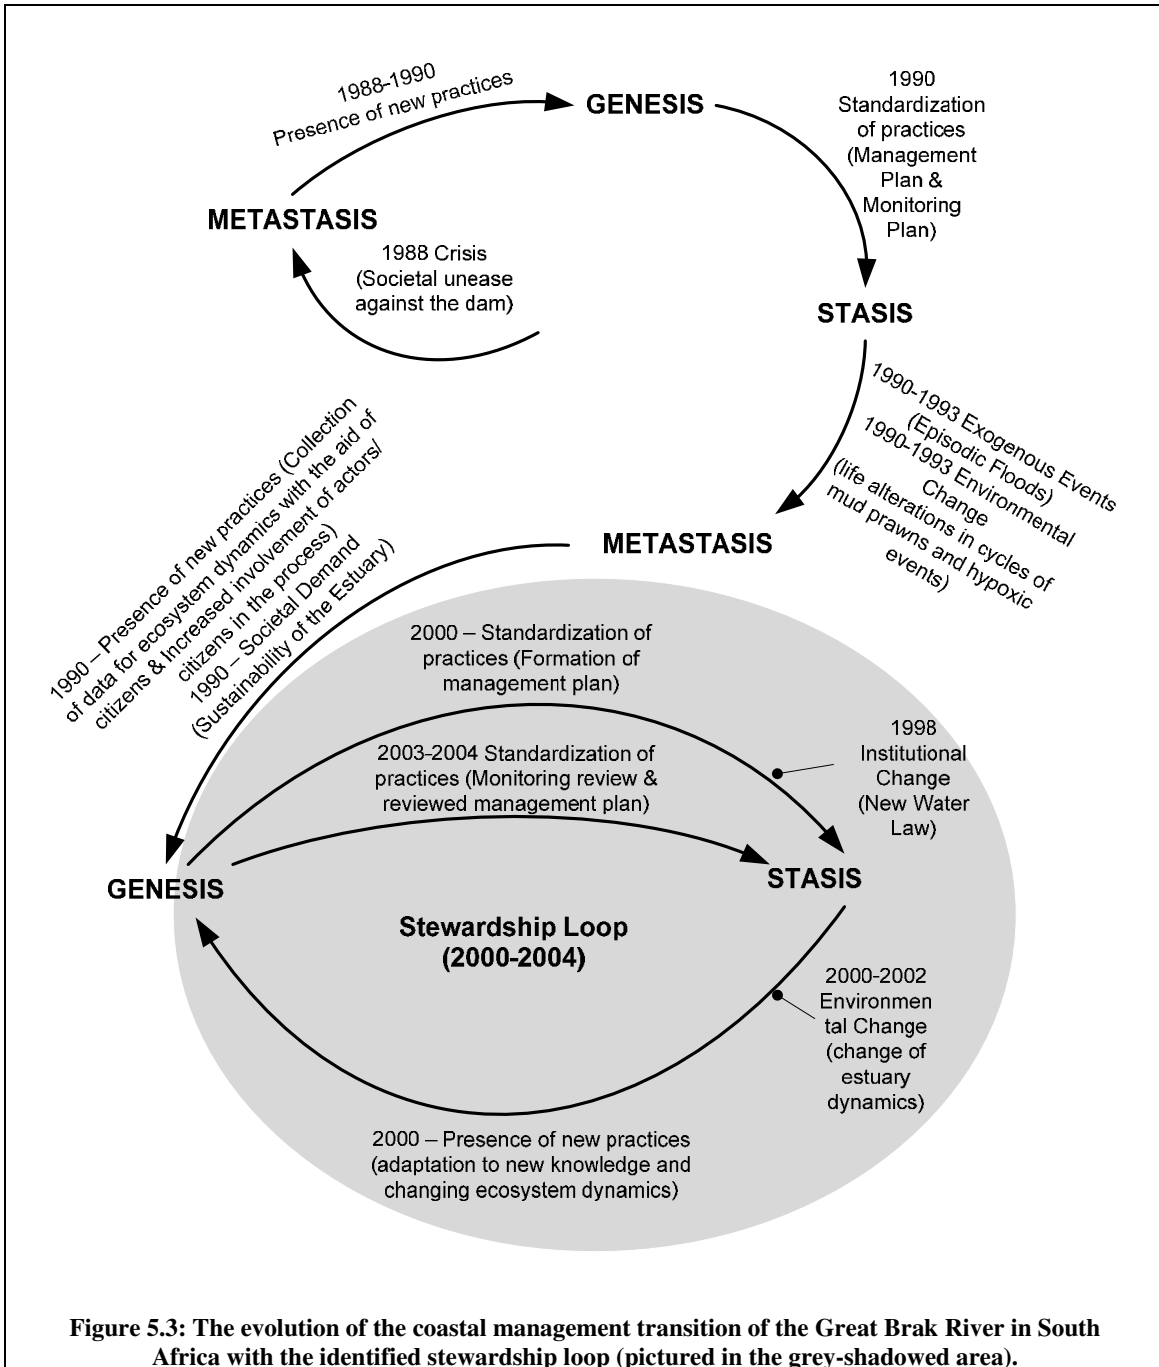 1988-1990
Presence of new practices
GENESIS
1990
Standardization
of practices
(Management
Plan &
Monitoring
Plan)
METASTASIS
1988 Crisis
(Societal unease
against the dam)
STASIS
1990-1993 Exogenous Events
(Episodic Floods)
1990-1993 Environmental
Change
(life alterations in cycles of
mud prawns and hypoxic
events)
METASTASIS
1990 – Presence of new practices (Collection
of data for ecosystem dynamics with the aid of
citizens & Increased involvement of actors/
citizens in the process)
1990 – Societal Demand
(Sustainability of the Estuary)
2000 – Standardization of
practices (Formation of
management plan)
1998
Institutional
Change
(New Water
Law)
2003-2004 Standardization of
practices (Monitoring review &
reviewed management plan)
GENESIS
STASIS
Stewardship Loop
(2000-2004)
2000-2002
Environmen
tal Change
(change of
estuary
dynamics)
2000 – Presence of new practices
(adaptation to new knowledge and
changing ecosystem dynamics)
Figure 5.3: The evolution of the coastal management transition of the Great Brak River in South
Africa with the identified stewardship loop (pictured in the grey-shadowed area).